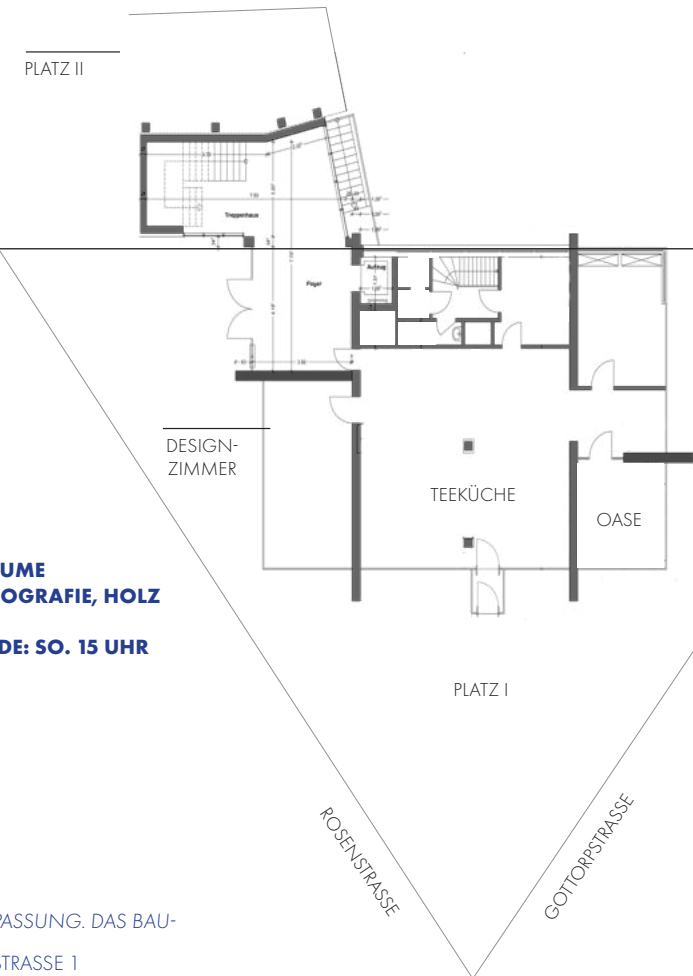 PLATZ II
Treppenhaus
Foyer
Aufzug
DESIGN-
ZIMMER
TEEKÜCHE
OASE
UME
OGRAFIE, HOLZ
DE: SO. 15 UHR
PLATZ I
ROSENSTRASSE
GOTTORPSTRASSE
PASSUNG. DAS BAU-
STRASSE 1